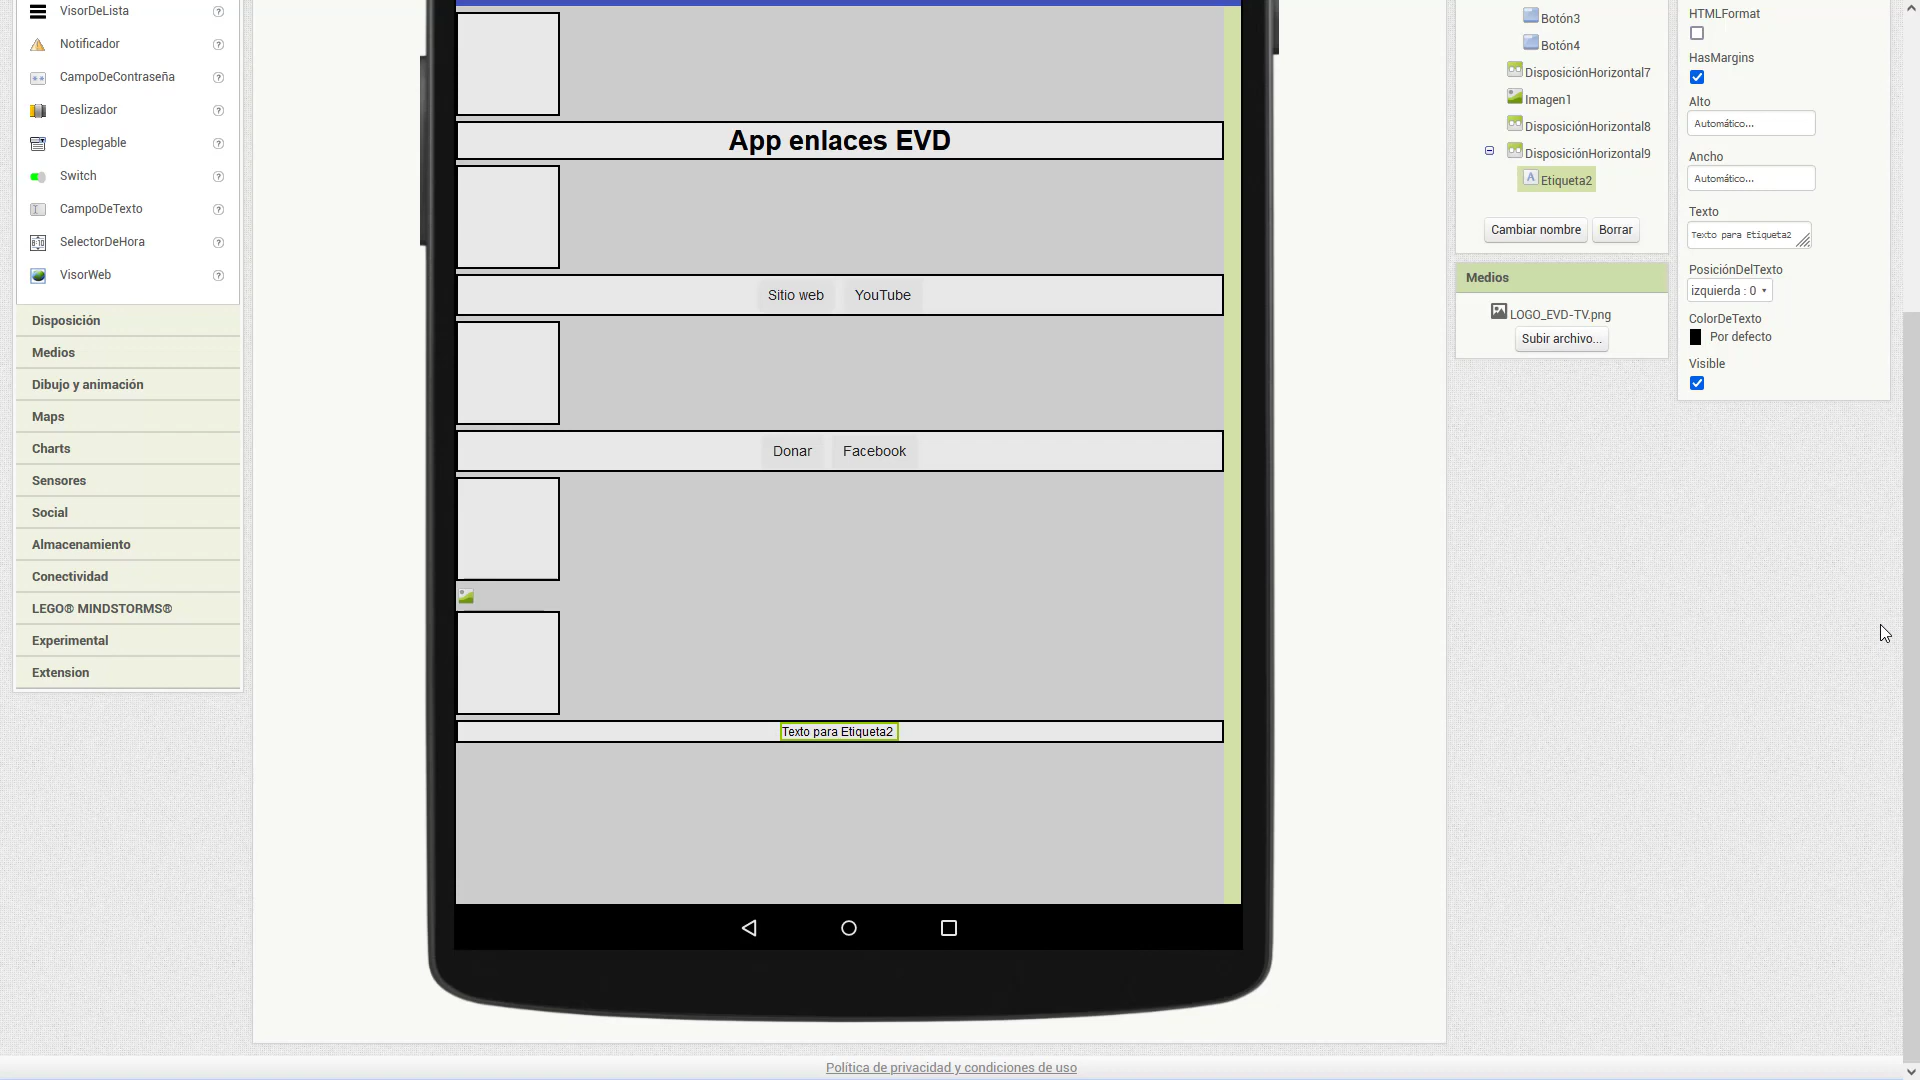 VisorDeLista
Notificador
CampoDeContraseña
Deslizador
Desplegable
Switch
CampoDeTexto
SelectorDeHora
VisorWeb
Disposición
Medios
Dibujo y animación
Maps
Charts
Sensores
Social
Almacenamiento
Conectividad
LEGO® MINDSTORMS®
Experimental
Extension
App enlaces EVD
Sitio web YouTube
Donar Facebook
Texto para Etiqueta2
Botón3
Botón4
DisposiciónHorizontal7
Imagen1
DisposiciónHorizontal8
DisposiciónHorizontal9
Etiqueta2
Cambiar nombre Borrar
Medios
LOGO_EVD-TV.png
Subir archivo...
HTMLFormat
HasMargins
Alto
Automático...
Ancho
Automático...
Texto
Texto para Etiqueta2
PosiciónDelTexto
izquierda : 0
ColorDeTexto
Por defecto
Visible
Política de privacidad y condiciones de uso